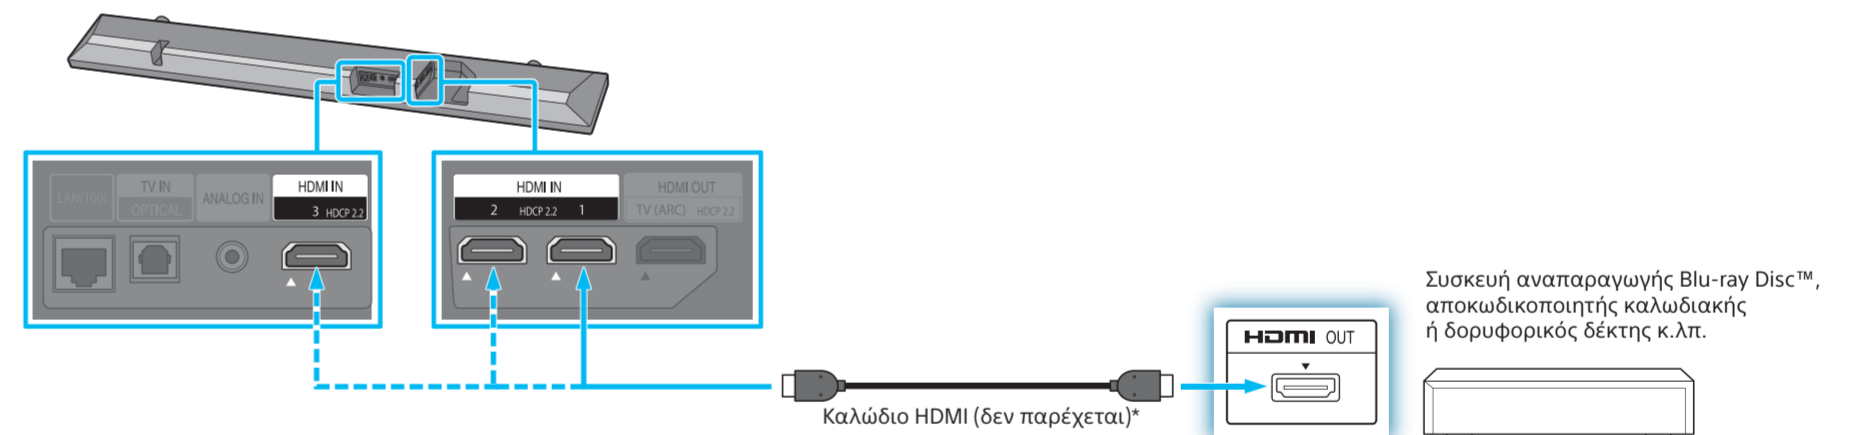 LAN(100)
TV IN
OPTICAL
ANALOG IN
HDMI IN
3 HDCP 2.2
HDMI IN
2 HDCP 2.2 1
HDMI OUT
TV (ARC) HDCP 2.2
Καλώδιο HDMI (δεν παρέχεται)*
HDMI OUT
Συσκευή αναπαραγωγής Blu-ray Disc™,
αποκωδικοποιητής καλωδιακής
ή δορυφορικός δέκτης κ.λπ.